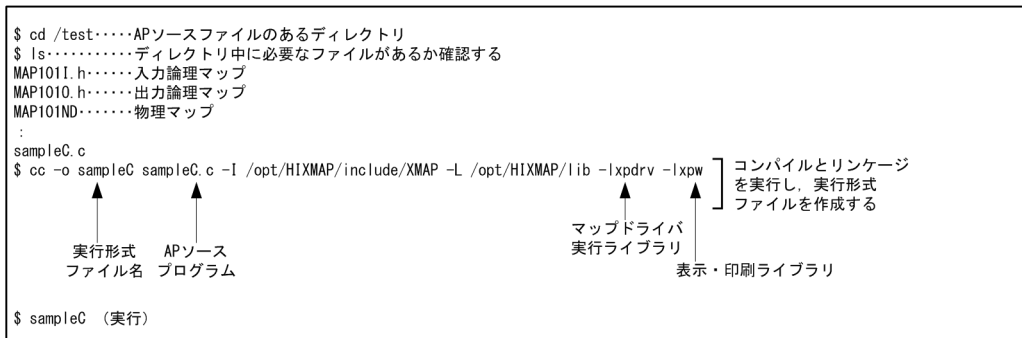 $ cd /test・・・・・APソースファイルのあるディレクトリ
$ ls・・・・・・・・・・・ディレクトリ中に必要なファイルがあるか確認する
MAP101I.h・・・・・・入力論理マップ
MAP101O.h・・・・・・出力論理マップ
MAP101ND・・・・・・・物理マップ
:
sampleC.c
$ cc -o sampleC sampleC.c -I /opt/HIXMAP/include/XMAP -L /opt/HIXMAP/lib -lxpdrv -lxpw
コンパイルとリンケージ
を実行し，実行形式
ファイルを作成する
実行形式
ファイル名
APソース
プログラム
マップドライバ
実行ライブラリ
表示・印刷ライブラリ
$ sampleC （実行）